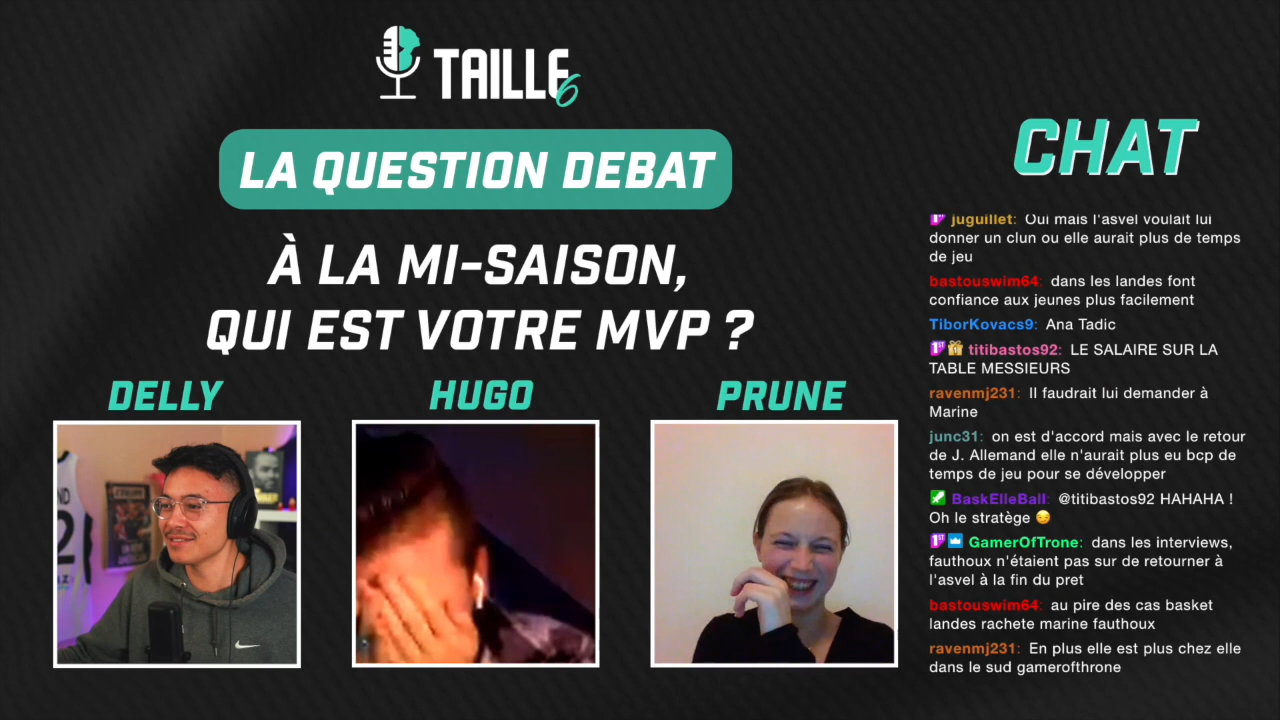 TAILLE 6
LA QUESTION DEBAT
À LA MI-SAISON,
QUI EST VOTRE MVP ?
DELLY
HUGO
PRUNE
CHAT
juguillet: Oui mais l'asvel voulait lui
donner un clun ou elle aurait plus de temps
de jeu
bastouswim64: dans les landes font
confiance aux jeunes plus facilement
TiborKovacs9: Ana Tadic
1ST titibastos92: LE SALAIRE SUR LA
TABLE MESSIEURS
ravenmj231: Il faudrait lui demander à
Marine
junc31: on est d'accord mais avec le retour
de J. Allemand elle n'aurait plus eu bcp de
temps de jeu pour se développer
BaskElleBall: @titibastos92 HAHAHA !
Oh le stratège 😏
1ST GamerOfTrone: dans les interviews,
fauthoux n'étaient pas sur de retourner à
l'asvel à la fin du pret
bastouswim64: au pire des cas basket
landes rachete marine fauthoux
ravenmj231: En plus elle est plus chez elle
dans le sud gamerofthrone